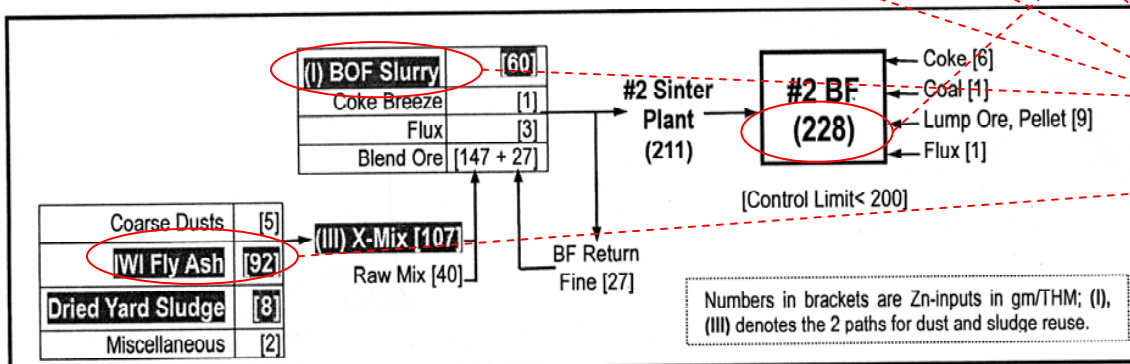 (I) BOF Slurry [60]
Coke Breeze [1]
Flux [3]
Blend Ore [147 + 27]
#2 Sinter
Plant
(211)
#2 BF
(228)
Coke [6]
Coal [1]
Lump Ore, Pellet [9]
Flux [1]
[Control Limit< 200]
Coarse Dusts [5]
IWI Fly Ash [92]
Dried Yard Sludge [8]
Miscellaneous [2]
(III) X-Mix [107]
Raw Mix [40]
BF Return
Fine [27]
Numbers in brackets are Zn-inputs in gm/THM; (I),
(III) denotes the 2 paths for dust and sludge reuse.